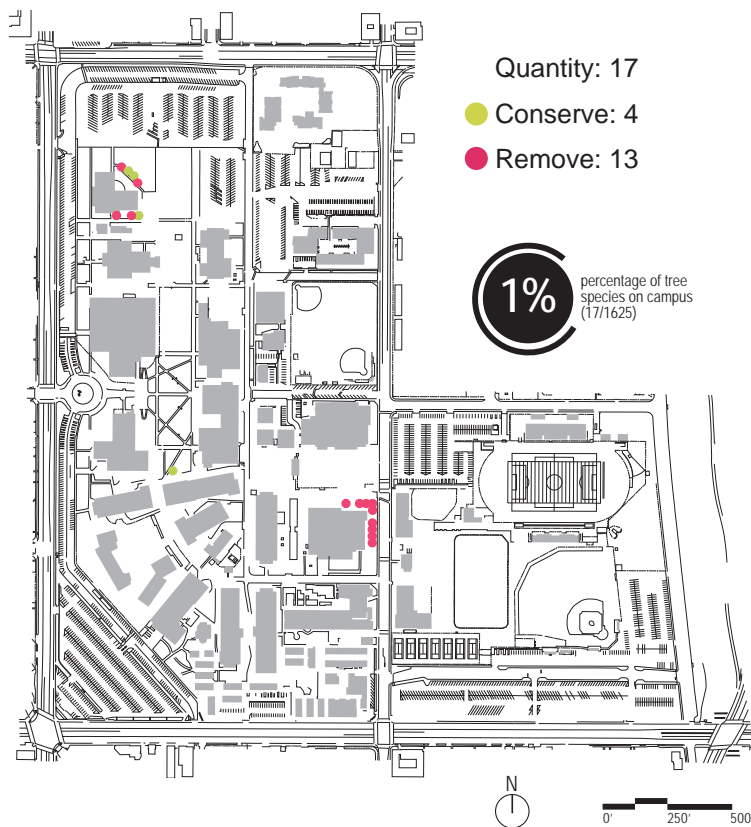 Quantity: 17
Conserve: 4
Remove: 13
1%
percentage of tree
species on campus
(17/1625)
N
0'
250'
500